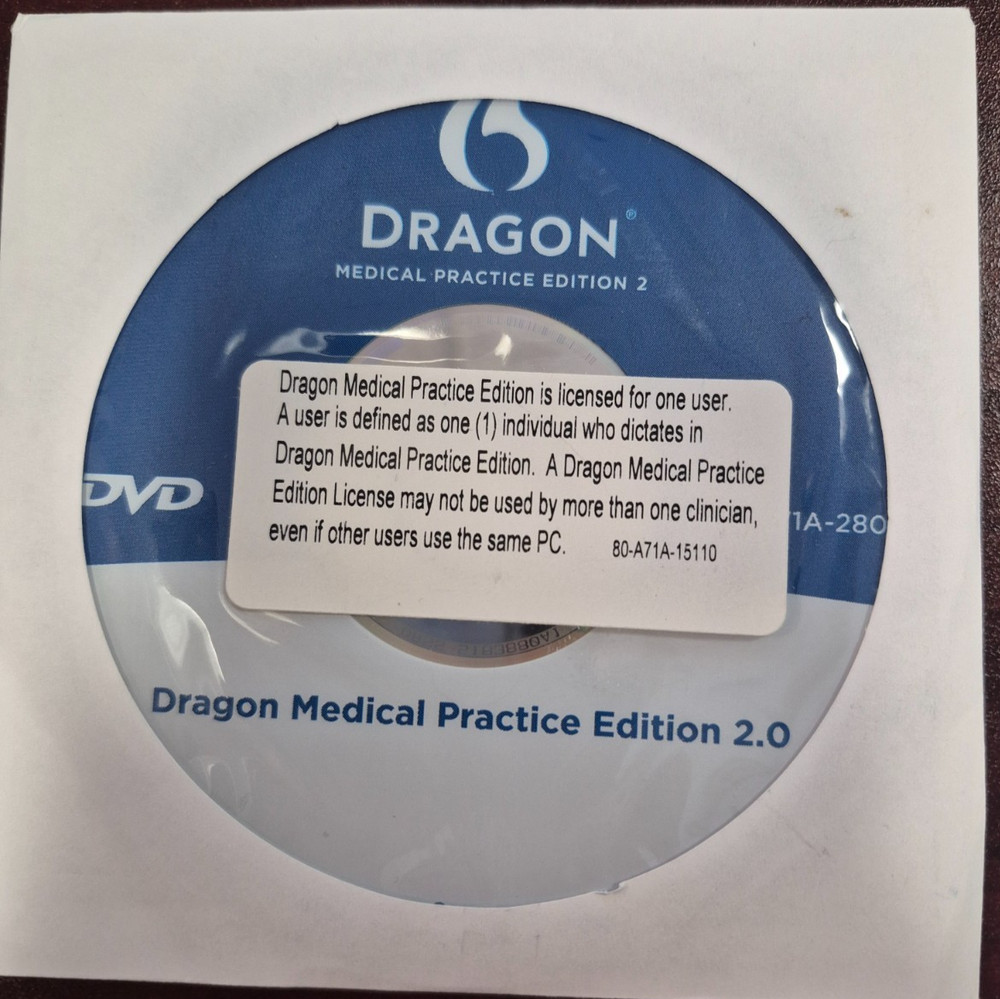 DRAGON®
MEDICAL PRACTICE EDITION 2
Dragon Medical Practice Edition is licensed for one user.
A user is defined as one (1) individual who dictates in
Dragon Medical Practice Edition. A Dragon Medical Practice
Edition License may not be used by more than one clinician,
even if other users use the same PC. 80-A71A-15110
DVD
1A-280
Dragon Medical Practice Edition 2.0